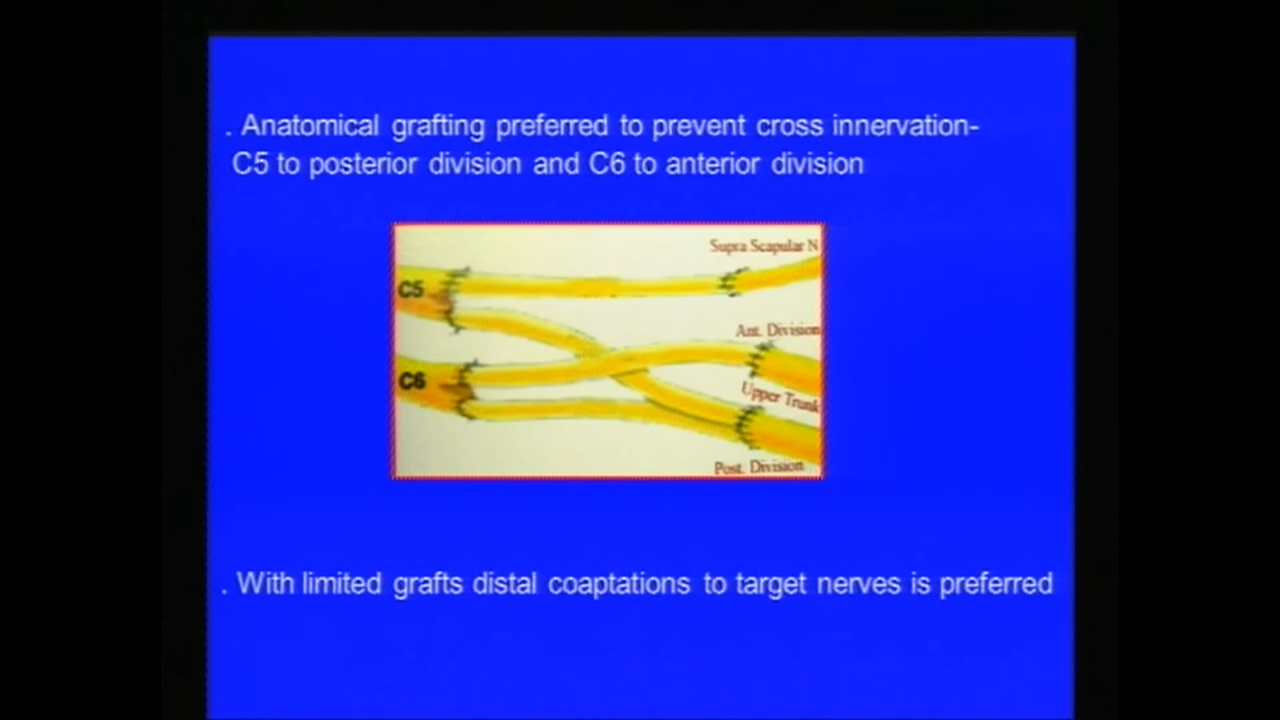 . Anatomical grafting preferred to prevent cross innervation-
C5 to posterior division and C6 to anterior division
Supra Scapular N
C5
Ant. Division
C6
Upper Trunk
Post. Division
. With limited grafts distal coaptations to target nerves is preferred